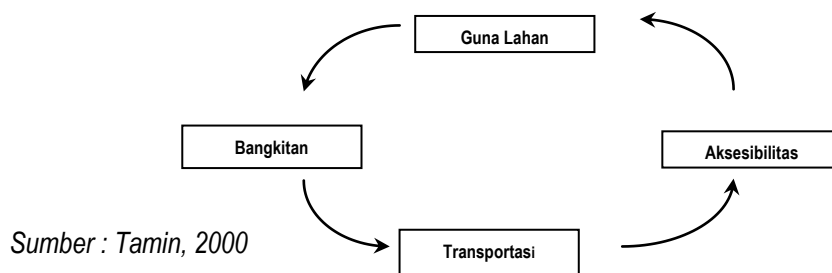 Guna Lahan
Bangkitan
Aksesibilitas
Sumber : Tamin, 2000
Transportasi